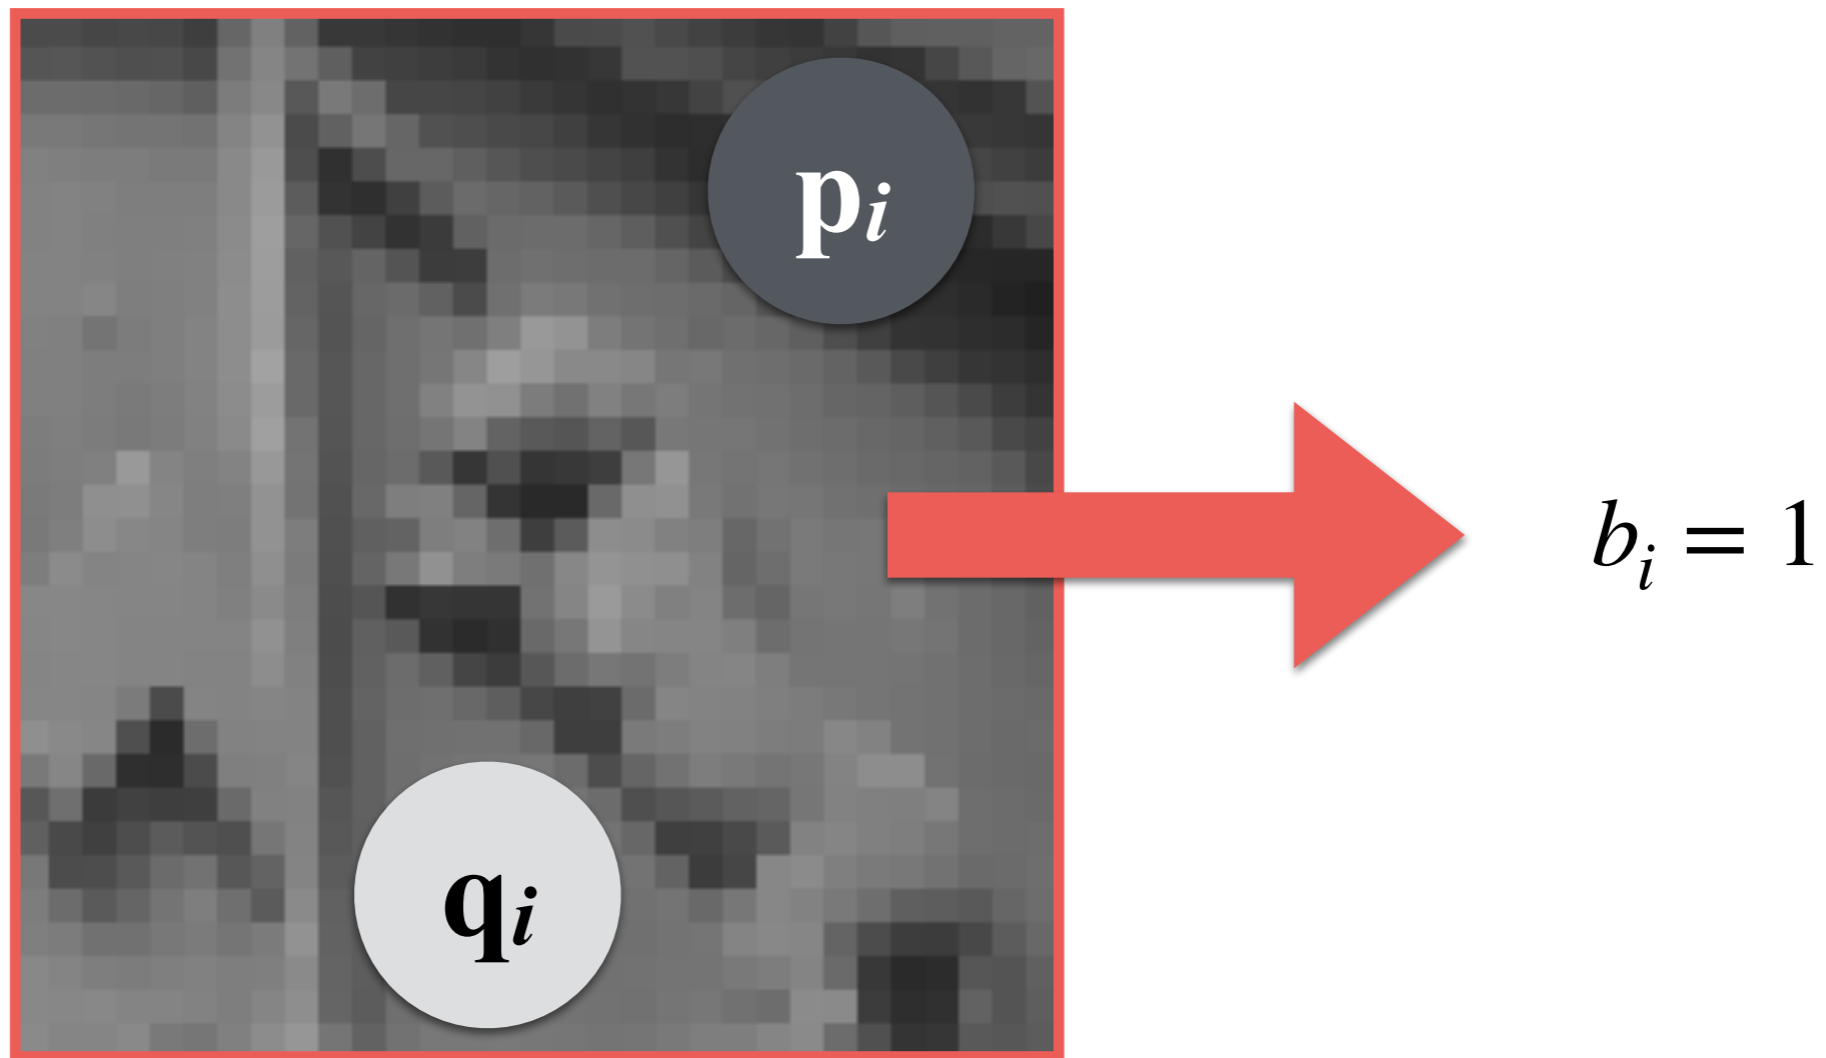 pᵢ
bᵢ = 1
qᵢ